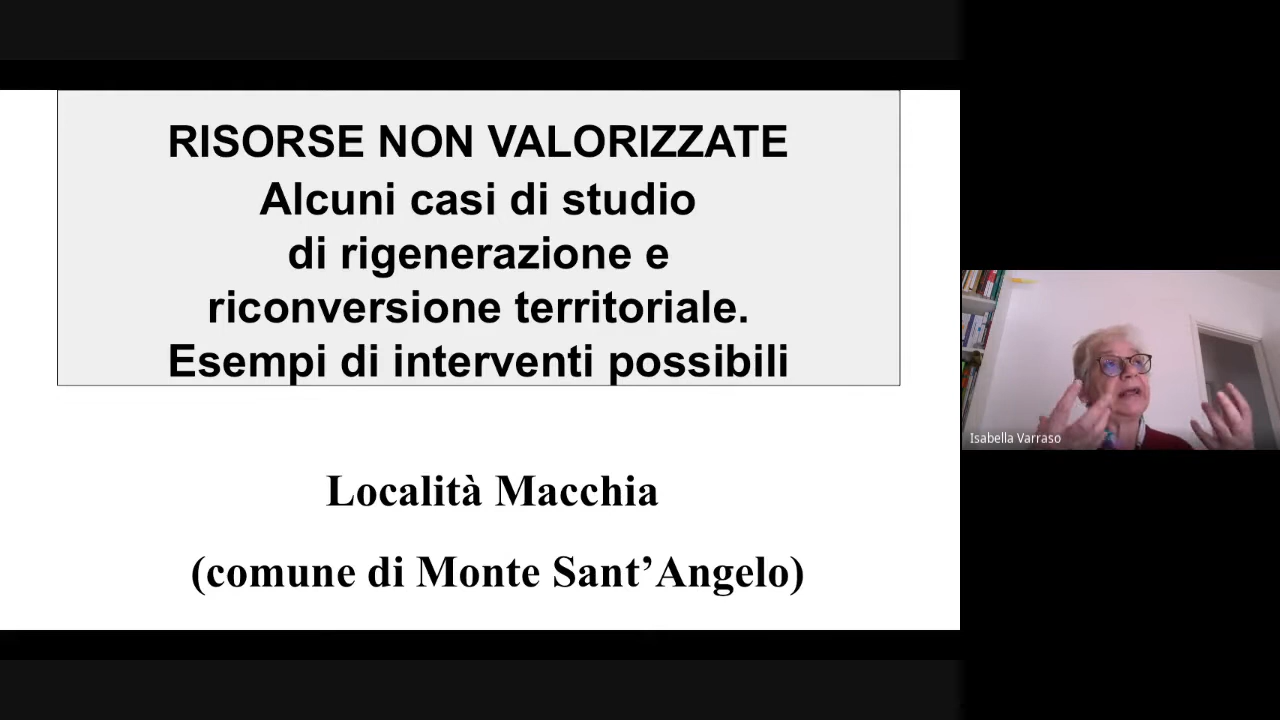 RISORSE NON VALORIZZATE
Alcuni casi di studio
di rigenerazione e
riconversione territoriale.
Esempi di interventi possibili
Località Macchia
(comune di Monte Sant’Angelo)
Isabella Varraso